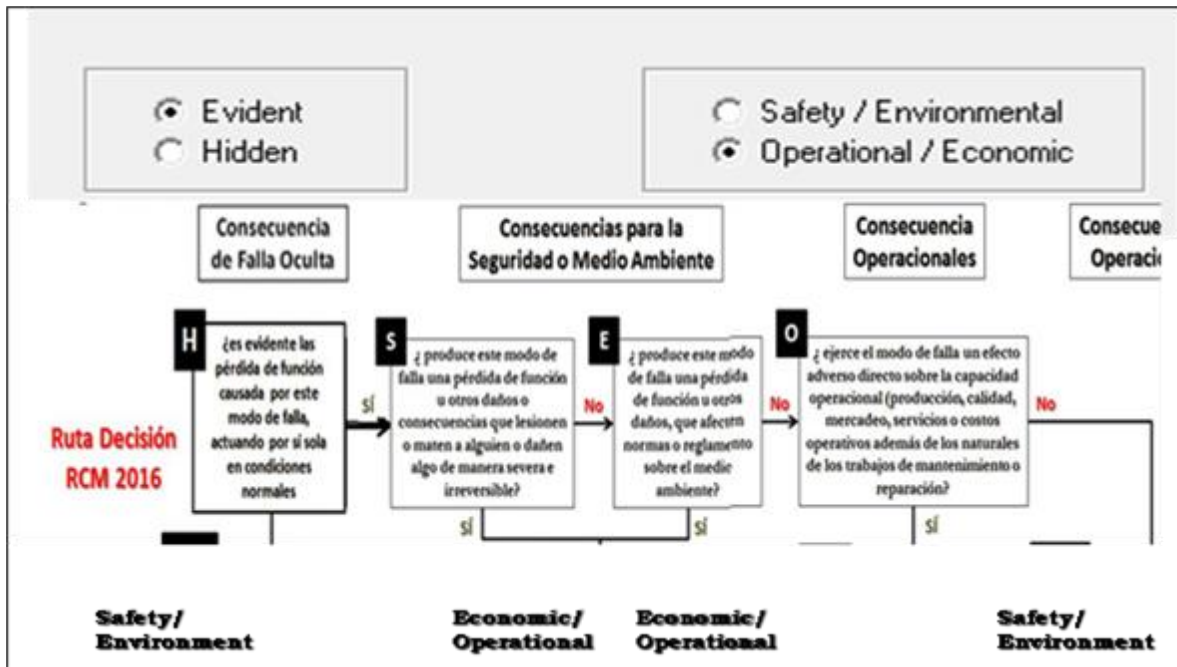 Evident
Hidden
Safety / Environmental
Operational / Economic
Consecuencia
de Falla Oculta
Consecuencias para la
Seguridad o Medio Ambiente
Consecuencia
Operacionales
Consecue
Operacio
H
¿es evidente las
pérdida de función
causada por este
modo de falla,
actuando por sí sola
en condiciones
normales
SÍ
S
¿ produce este modo de
falla una pérdida de función
u otros daños o
consecuencias que lesionen
o maten a alguien o dañen
algo de manera severa e
irreversible?
No
E
¿ produce este modo
de falla una pérdida
de función u otros
daños, que afecten
normas o reglamento
sobre el medio
ambiente?
No
O
¿ ejerce el modo de falla un efecto
adverso directo sobre la capacidad
operacional (producción, calidad,
mercadeo, servicios o costos
operativos además de los naturales
de los trabajos de mantenimiento o
reparación?
No
Ruta Decisión
RCM 2016
SÍ
SÍ
SÍ
Safety/
Environment
Economic/
Operational
Economic/
Operational
Safety/
Environment